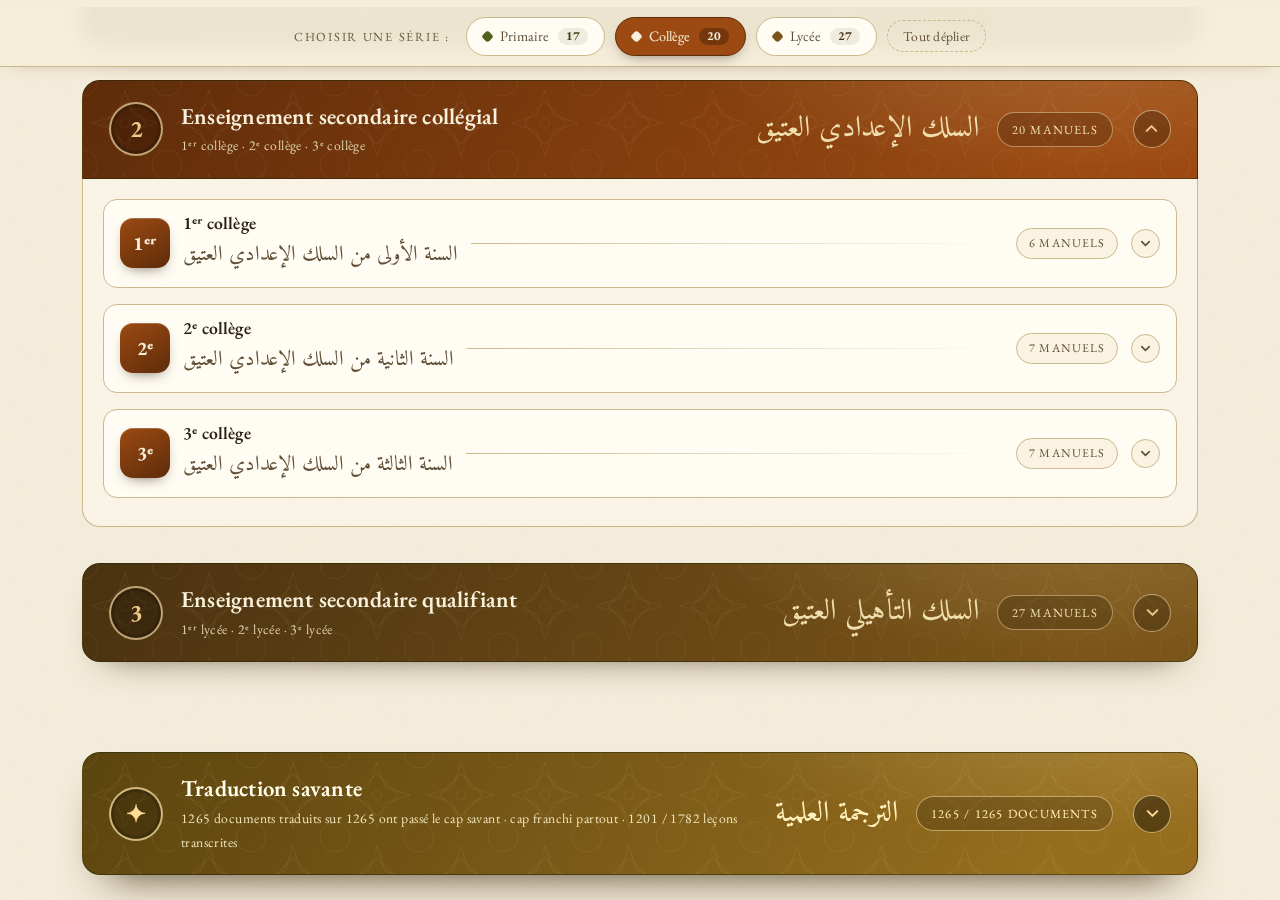 CHOISIR UNE SÉRIE :
Primaire 17
Collège 20
Lycée 27
Tout déplier
2
Enseignement secondaire collégial
1ᵉʳ collège · 2ᵉ collège · 3ᵉ collège
السلك الإعدادي العتيق
20 MANUELS
1ᵉʳ
1ᵉʳ collège
السنة الأولى من السلك الإعدادي العتيق
6 MANUELS
2ᵉ
2ᵉ collège
السنة الثانية من السلك الإعدادي العتيق
7 MANUELS
3ᵉ
3ᵉ collège
السنة الثالثة من السلك الإعدادي العتيق
7 MANUELS
3
Enseignement secondaire qualifiant
1ᵉʳ lycée · 2ᵉ lycée · 3ᵉ lycée
السلك التأهيلي العتيق
27 MANUELS
Traduction savante
1265 documents traduits sur 1265 ont passé le cap savant · cap franchi partout · 1201 / 1782 leçons
transcrites
الترجمة العلمية
1265 / 1265 DOCUMENTS